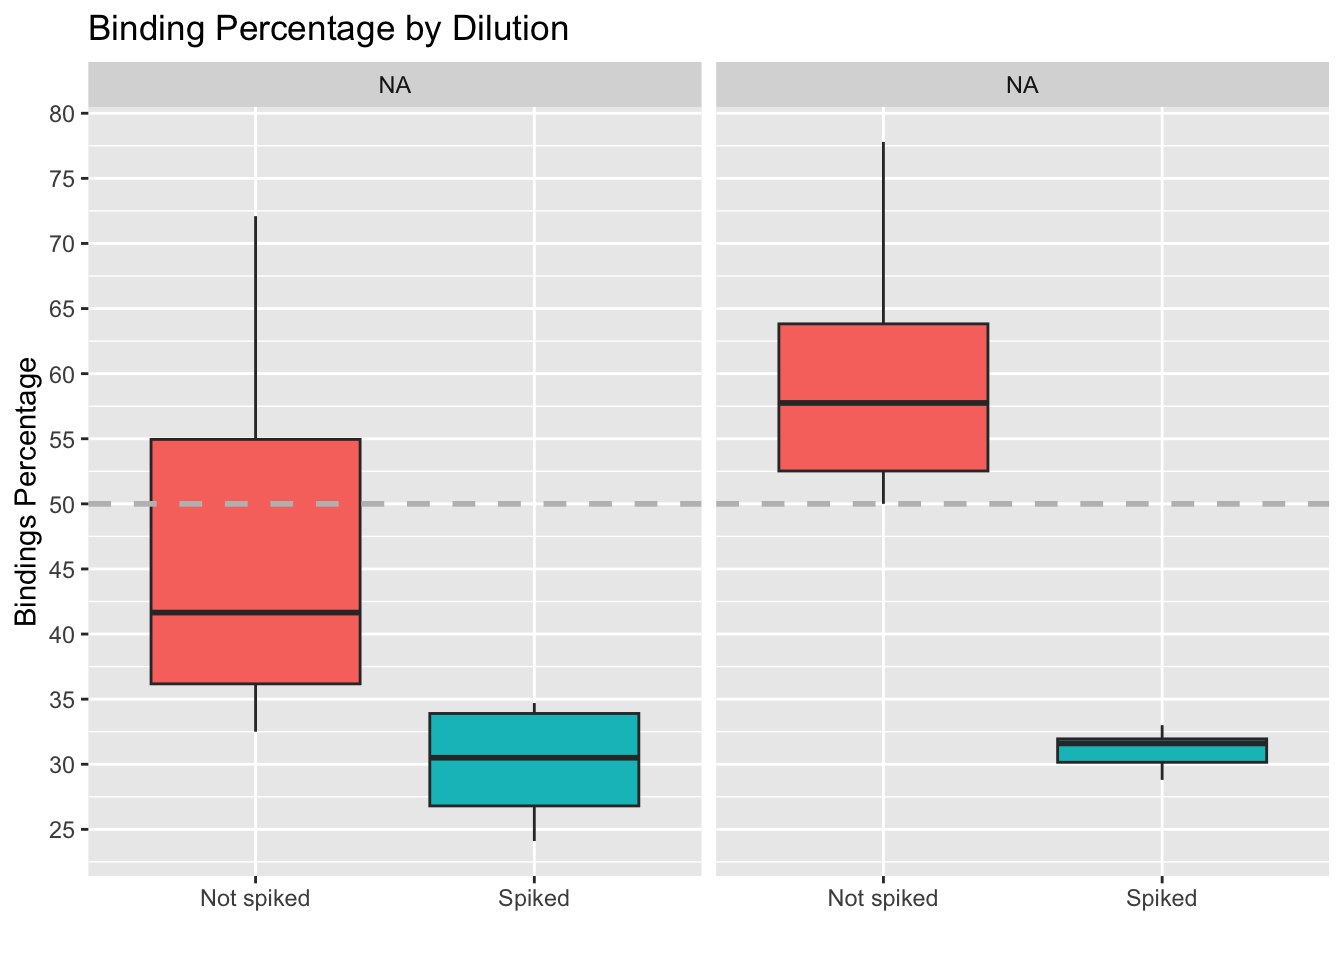 Binding Percentage by Dilution
NA
NA
Bindings Percentage
80
75
70
65
60
55
50
45
40
35
30
25
Not spiked
Spiked
Not spiked
Spiked